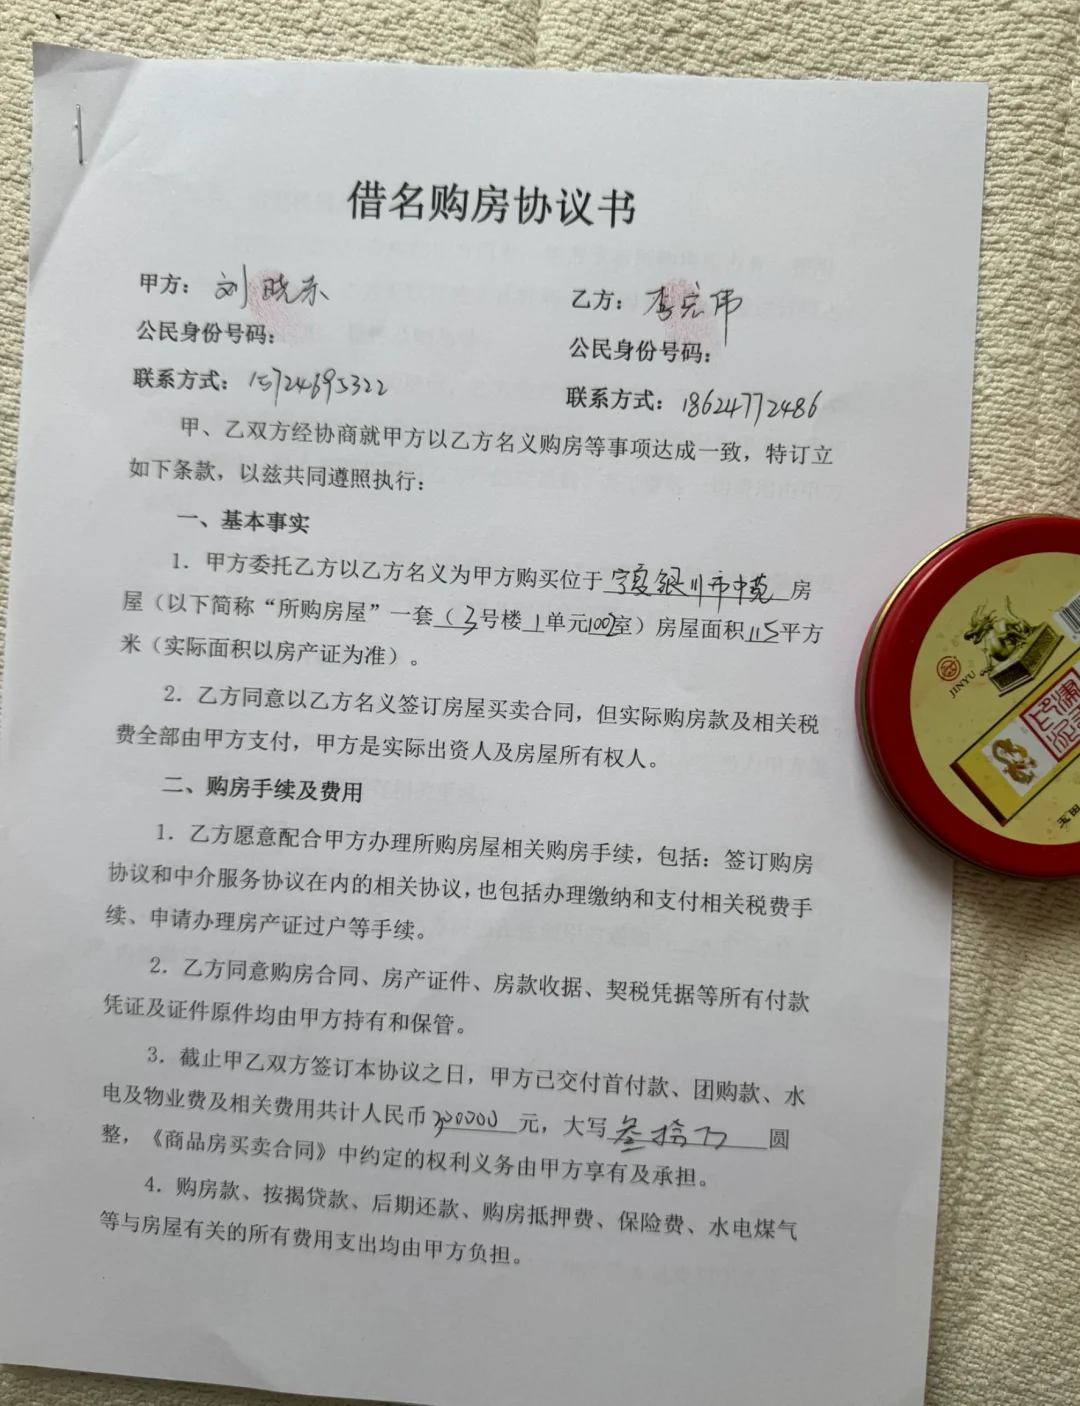 借名购房协议书
甲方：刘晓东
乙方：李宏伟
公民身份号码：
公民身份号码：
联系方式：15724695322
联系方式：18624772486
甲、乙双方经协商就甲方以乙方名义购房等事项达成一致，特订立
如下条款，以兹共同遵照执行：
一、基本事实
1．甲方委托乙方以乙方名义为甲方购买位于宁夏银川市中苑房
屋（以下简称“所购房屋”一套（3号楼1单元1002室）房屋面积115平方
米（实际面积以房产证为准）。
2．乙方同意以乙方名义签订房屋买卖合同，但实际购房款及相关税
费全部由甲方支付，甲方是实际出资人及房屋所有权人。
二、购房手续及费用
1．乙方愿意配合甲方办理所购房屋相关购房手续，包括：签订购房
协议和中介服务协议在内的相关协议，也包括办理缴纳和支付相关税费手
续、申请办理房产证过户等手续。
2．乙方同意购房合同、房产证件、房款收据、契税凭据等所有付款
凭证及证件原件均由甲方持有和保管。
3．截止甲乙双方签订本协议之日，甲方已交付首付款、团购款、水
电及物业费及相关费用共计人民币300000元，大写叁拾万圆
整，《商品房买卖合同》中约定的权利义务由甲方享有及承担。
4．购房款、按揭贷款、后期还款、购房抵押费、保险费、水电煤气
等与房屋有关的所有费用支出均由甲方负担。
JINYU